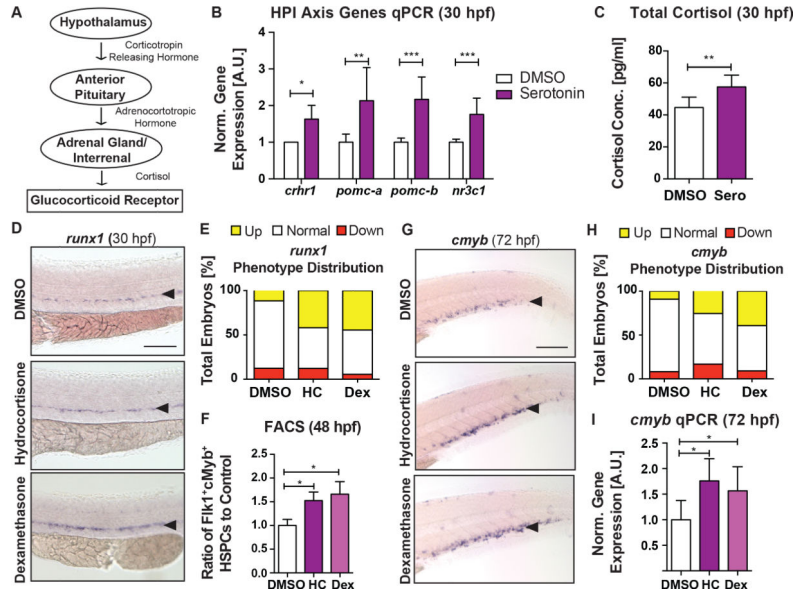 A
Hypothalamus
Corticotropin
Releasing Hormone
Anterior
Pituitary
Adrenocortotropic
Hormone
Adrenal Gland/
Interrenal
Cortisol
Glucocorticoid Receptor
B
HPI Axis Genes qPCR (30 hpf)
Norm. Gene
Expression [A.U.]
4
3
2
1
0
*
**
***
***
DMSO
Serotonin
crhr1
pomc-a
pomc-b
nr3c1
C
Total Cortisol (30 hpf)
Cortisol Conc. [pg/ml]
80
60
40
20
0
**
DMSO
Sero
D
runx1 (30 hpf)
DMSO
Hydrocortisone
Dexamethasone
E
Up
Normal
Down
runx1
Phenotype Distribution
Total Embryos [%]
100
50
0
DMSO
HC
Dex
F
FACS (48 hpf)
Ratio of Flk1+cMyb+
HSPCs to Control
2.0
1.5
1.0
0.5
0.0
*
*
DMSO
HC
Dex
G
cmyb (72 hpf)
DMSO
Hydrocortisone
Dexamethasone
H
Up
Normal
Down
cmyb
Phenotype Distribution
Total Embryos [%]
100
50
0
DMSO
HC
Dex
I
cmyb qPCR (72 hpf)
Norm. Gene
Expression [A.U.]
2.5
2.0
1.5
1.0
0.5
0.0
*
*
DMSO
HC
Dex